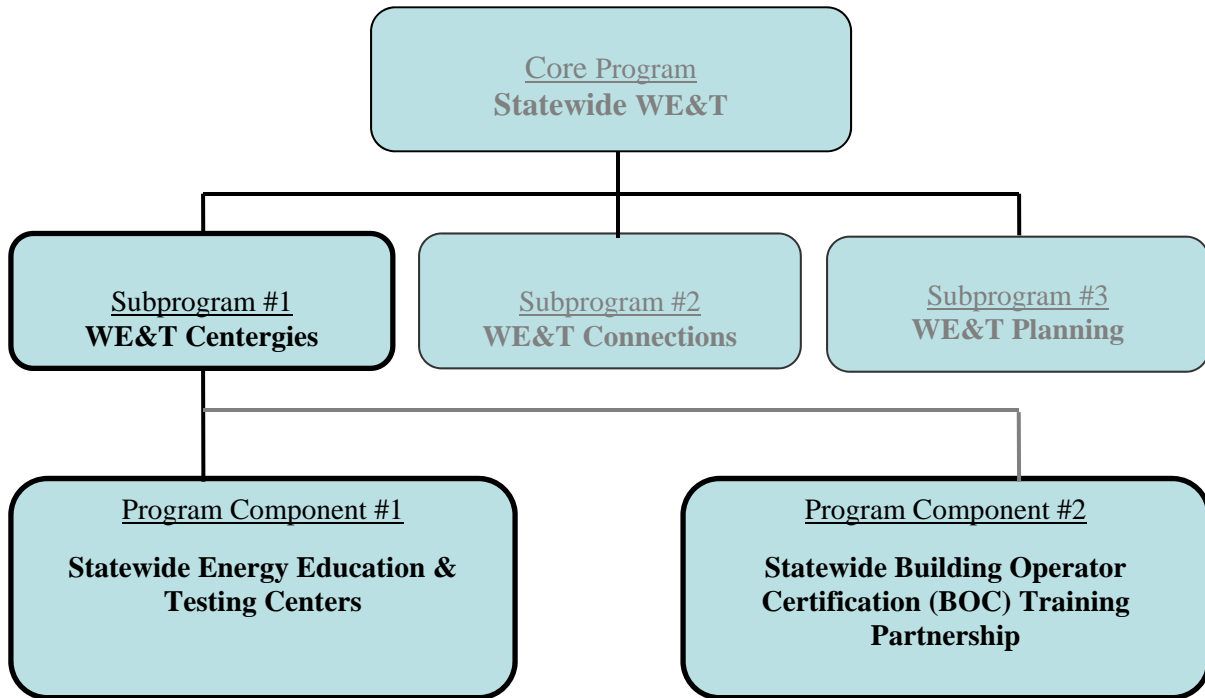 Core Program
Statewide WE&T
Subprogram #1
WE&T Centergies
Subprogram #2
WE&T Connections
Subprogram #3
WE&T Planning
Program Component #1
Statewide Energy Education &
Testing Centers
Program Component #2
Statewide Building Operator
Certification (BOC) Training
Partnership